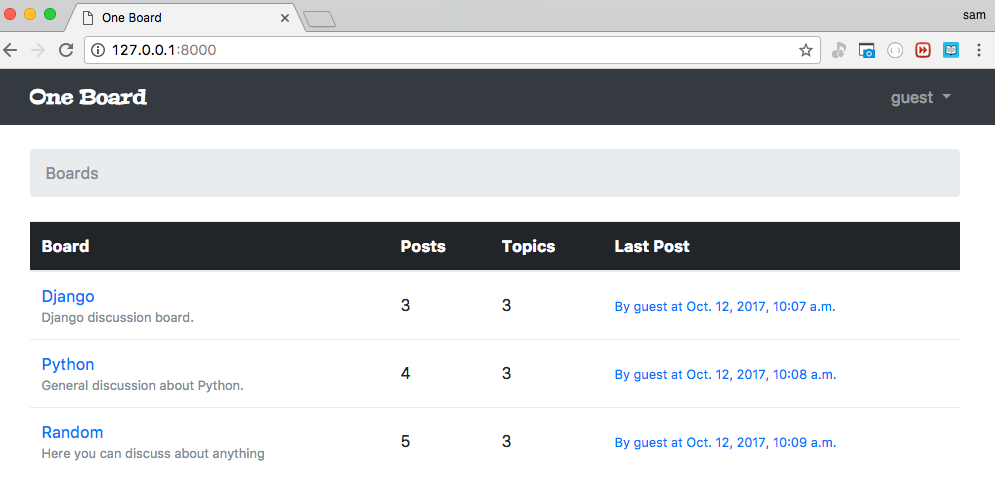 One Board
sam
127.0.0.1:8000
One Board
guest
Boards
Board Posts Topics Last Post
Django
Django discussion board.
3 3 By guest at Oct. 12, 2017, 10:07 a.m.
Python
General discussion about Python.
4 3 By guest at Oct. 12, 2017, 10:08 a.m.
Random
Here you can discuss about anything
5 3 By guest at Oct. 12, 2017, 10:09 a.m.